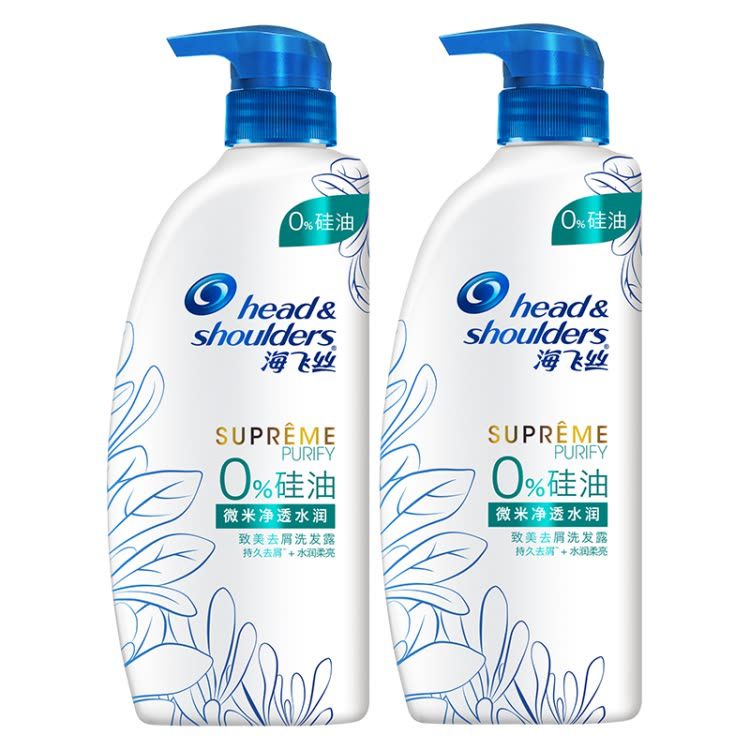 0%硅油
head &
shoulders®
海飞丝
SUPRÊME
PURIFY
0%硅油
微米净透水润
致美去屑洗发露
持久去屑~+水润柔亮
0%硅油
head &
shoulders®
海飞丝
SUPRÊME
PURIFY
0%硅油
微米净透水润
致美去屑洗发露
持久去屑~+水润柔亮